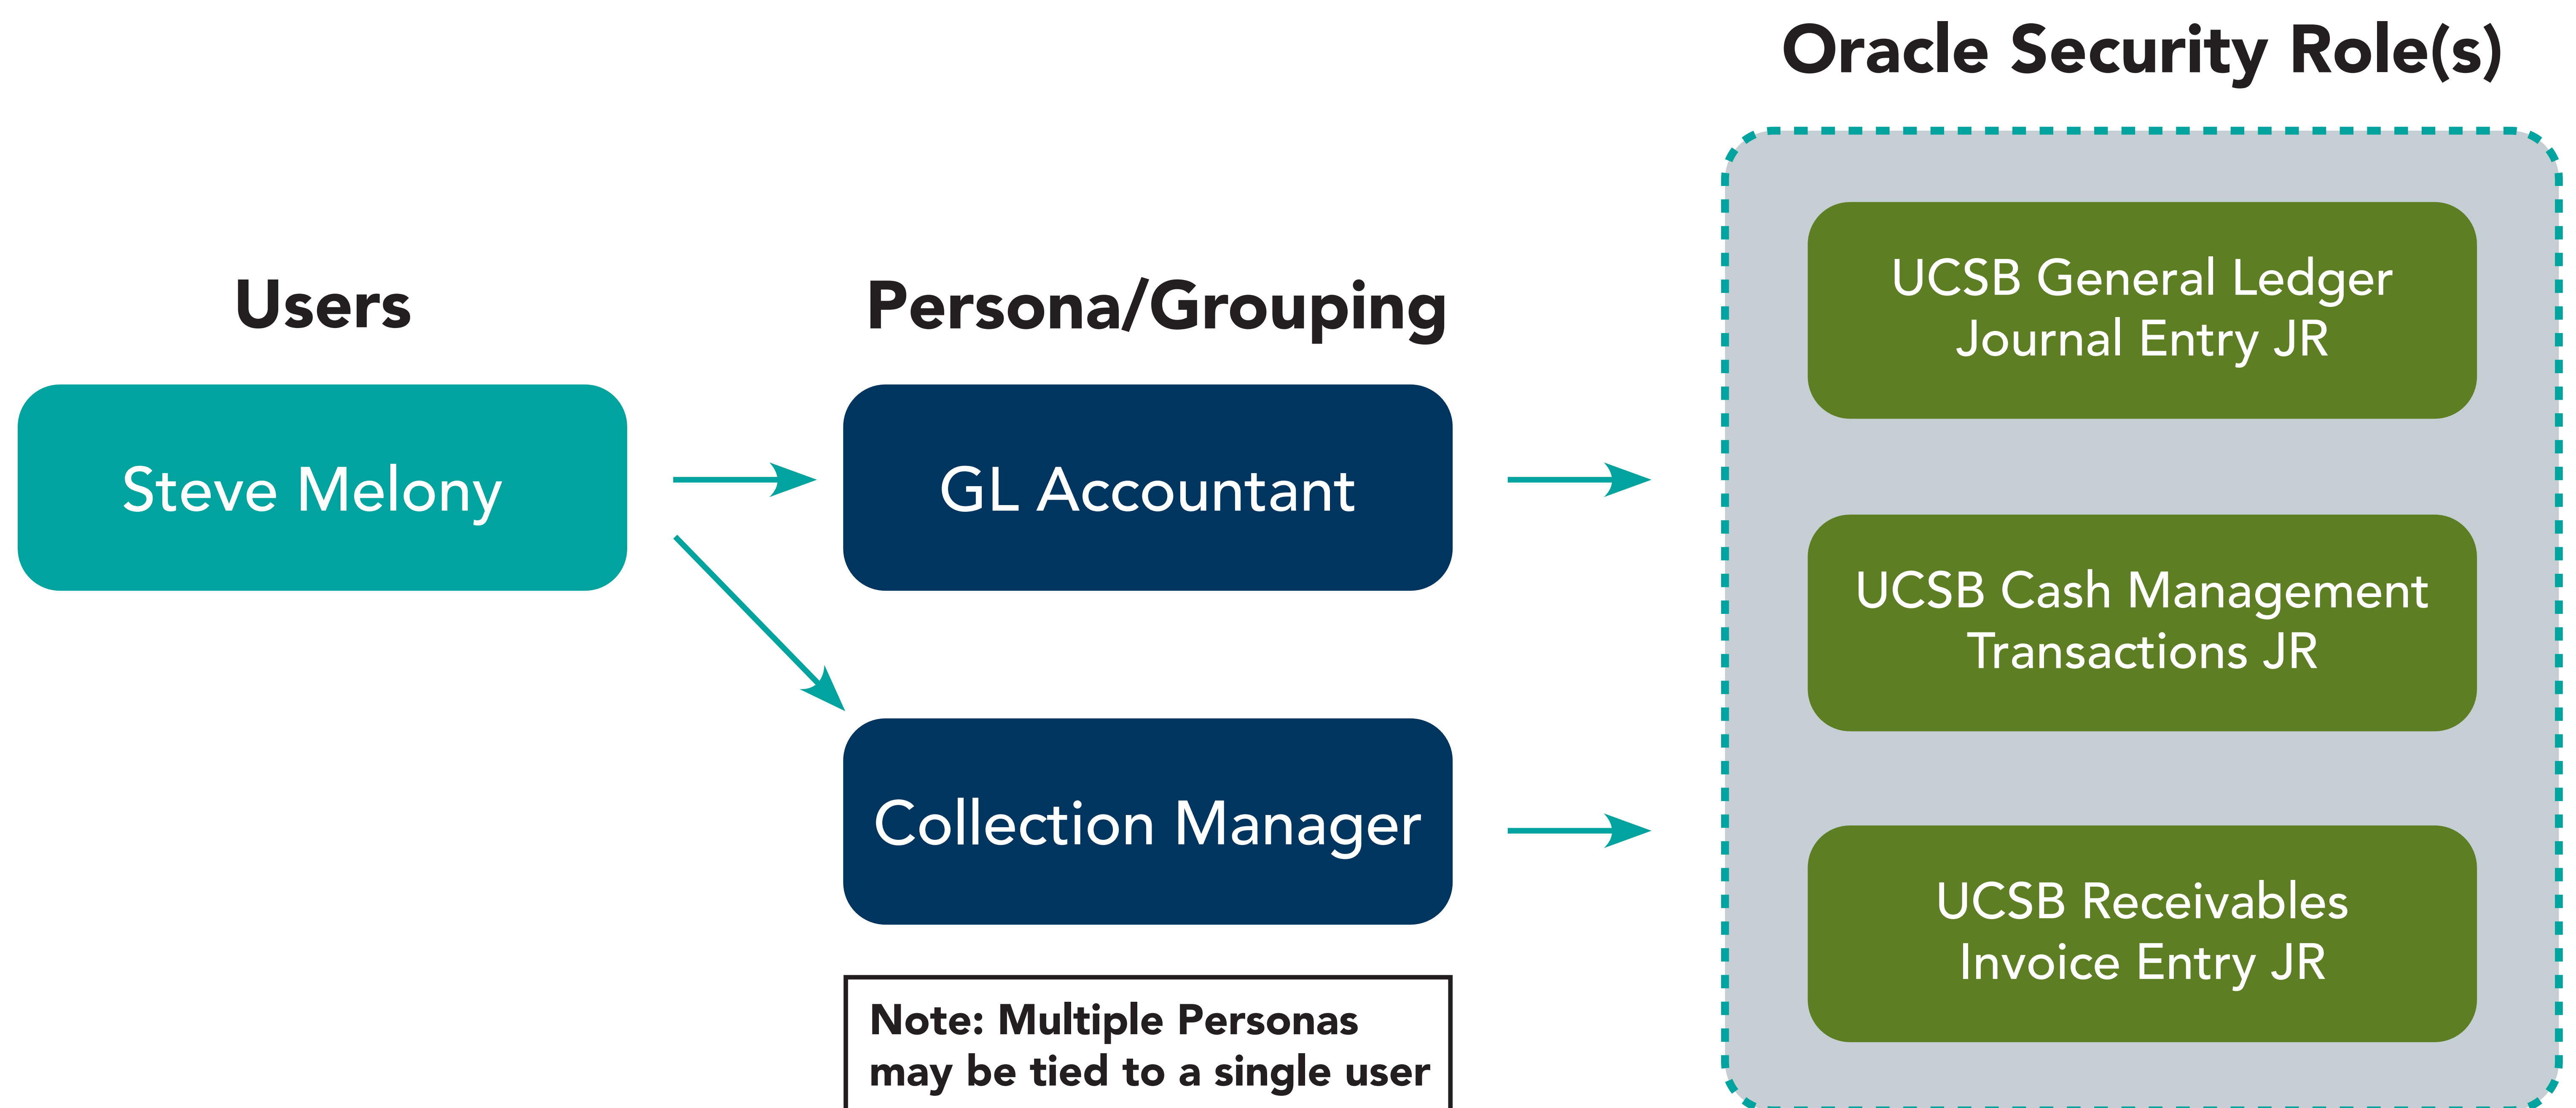 Oracle Security Role(s)
Users
Persona/Grouping
Steve Melony
GL Accountant
Collection Manager
Note: Multiple Personas
may be tied to a single user
UCSB General Ledger
Journal Entry JR
UCSB Cash Management
Transactions JR
UCSB Receivables
Invoice Entry JR